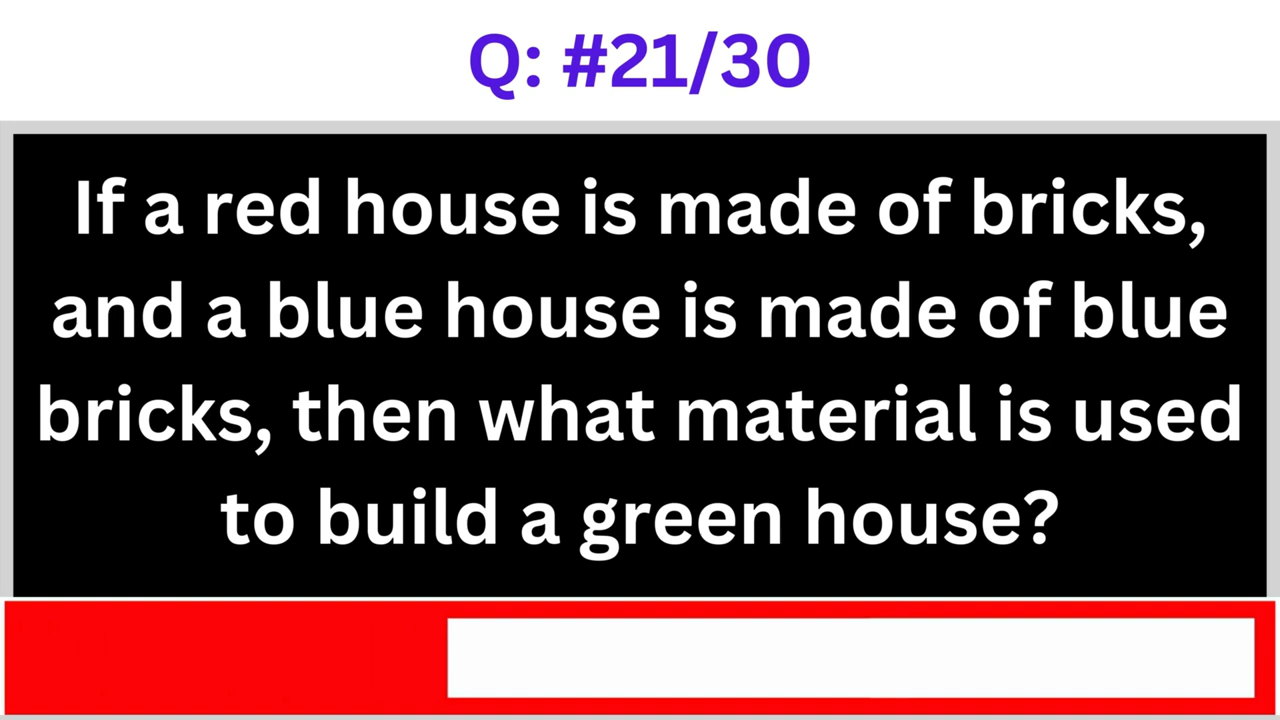 Q: #21/30
If a red house is made of bricks,
and a blue house is made of blue
bricks, then what material is used
to build a green house?